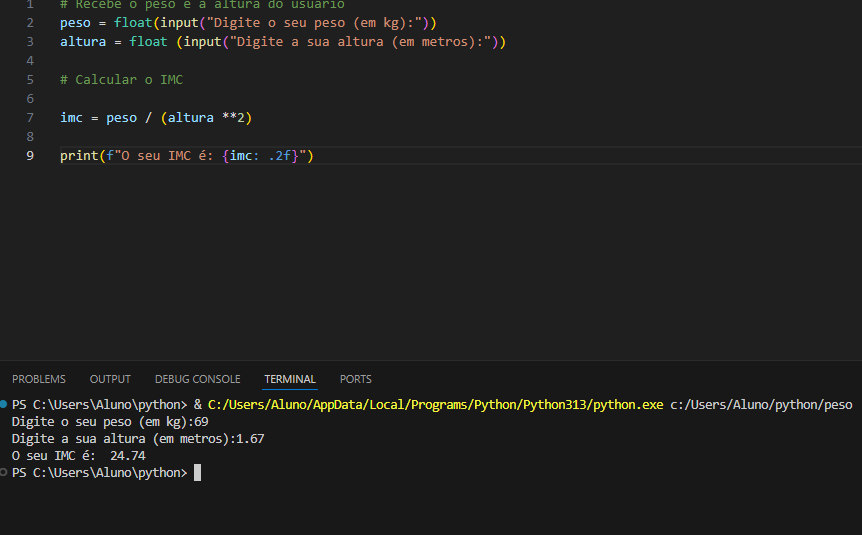 1 # Recebe o peso e a altura do usuário
2 peso = float(input("Digite o seu peso (em kg):"))
3 altura = float (input("Digite a sua altura (em metros):"))
4
5 # Calcular o IMC
6
7 imc = peso / (altura **2)
8
9 print(f"O seu IMC é: {imc: .2f}")
PROBLEMS OUTPUT DEBUG CONSOLE TERMINAL PORTS
PS C:\Users\Aluno\python> & C:/Users/Aluno/AppData/Local/Programs/Python/Python313/python.exe c:/Users/Aluno/python/peso
Digite o seu peso (em kg):69
Digite a sua altura (em metros):1.67
O seu IMC é:  24.74
PS C:\Users\Aluno\python>